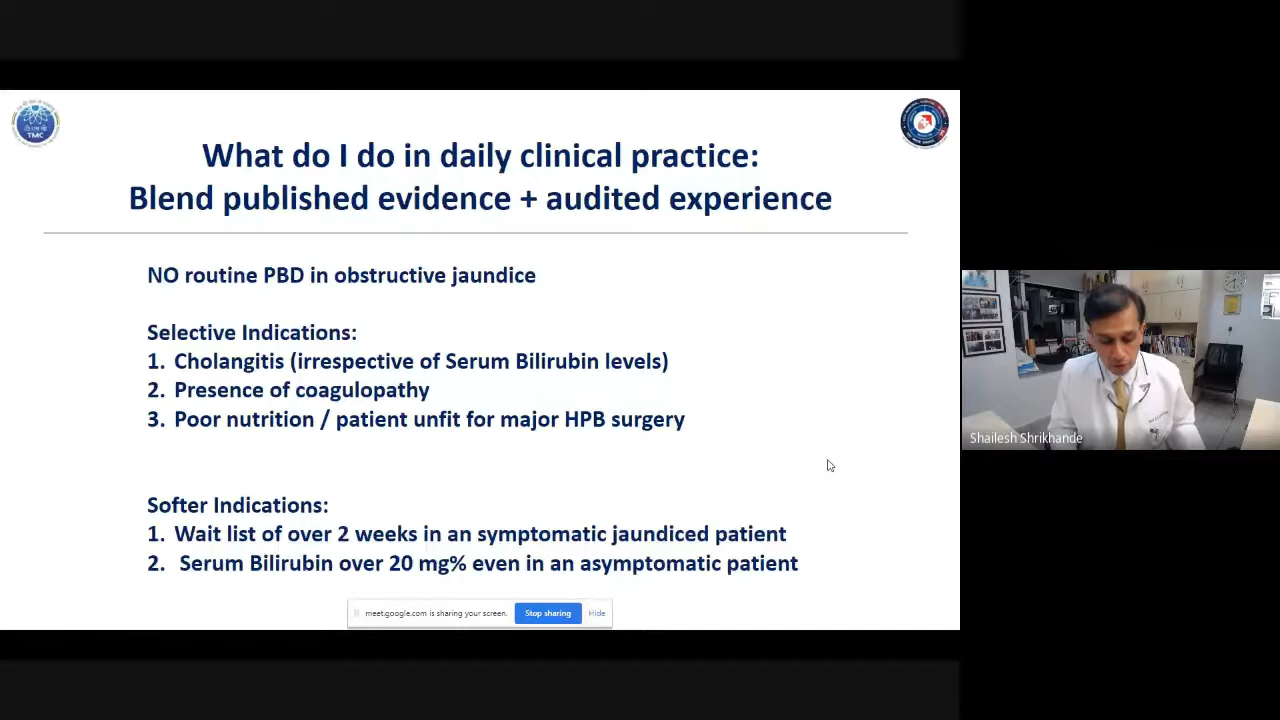 TMC
What do I do in daily clinical practice:
Blend published evidence + audited experience
NO routine PBD in obstructive jaundice
Selective Indications:
1. Cholangitis (irrespective of Serum Bilirubin levels)
2. Presence of coagulopathy
3. Poor nutrition / patient unfit for major HPB surgery
Softer Indications:
1. Wait list of over 2 weeks in an symptomatic jaundiced patient
2. Serum Bilirubin over 20 mg% even in an asymptomatic patient
meet.google.com is sharing your screen. Stop sharing Hide
Shailesh Shrikhande